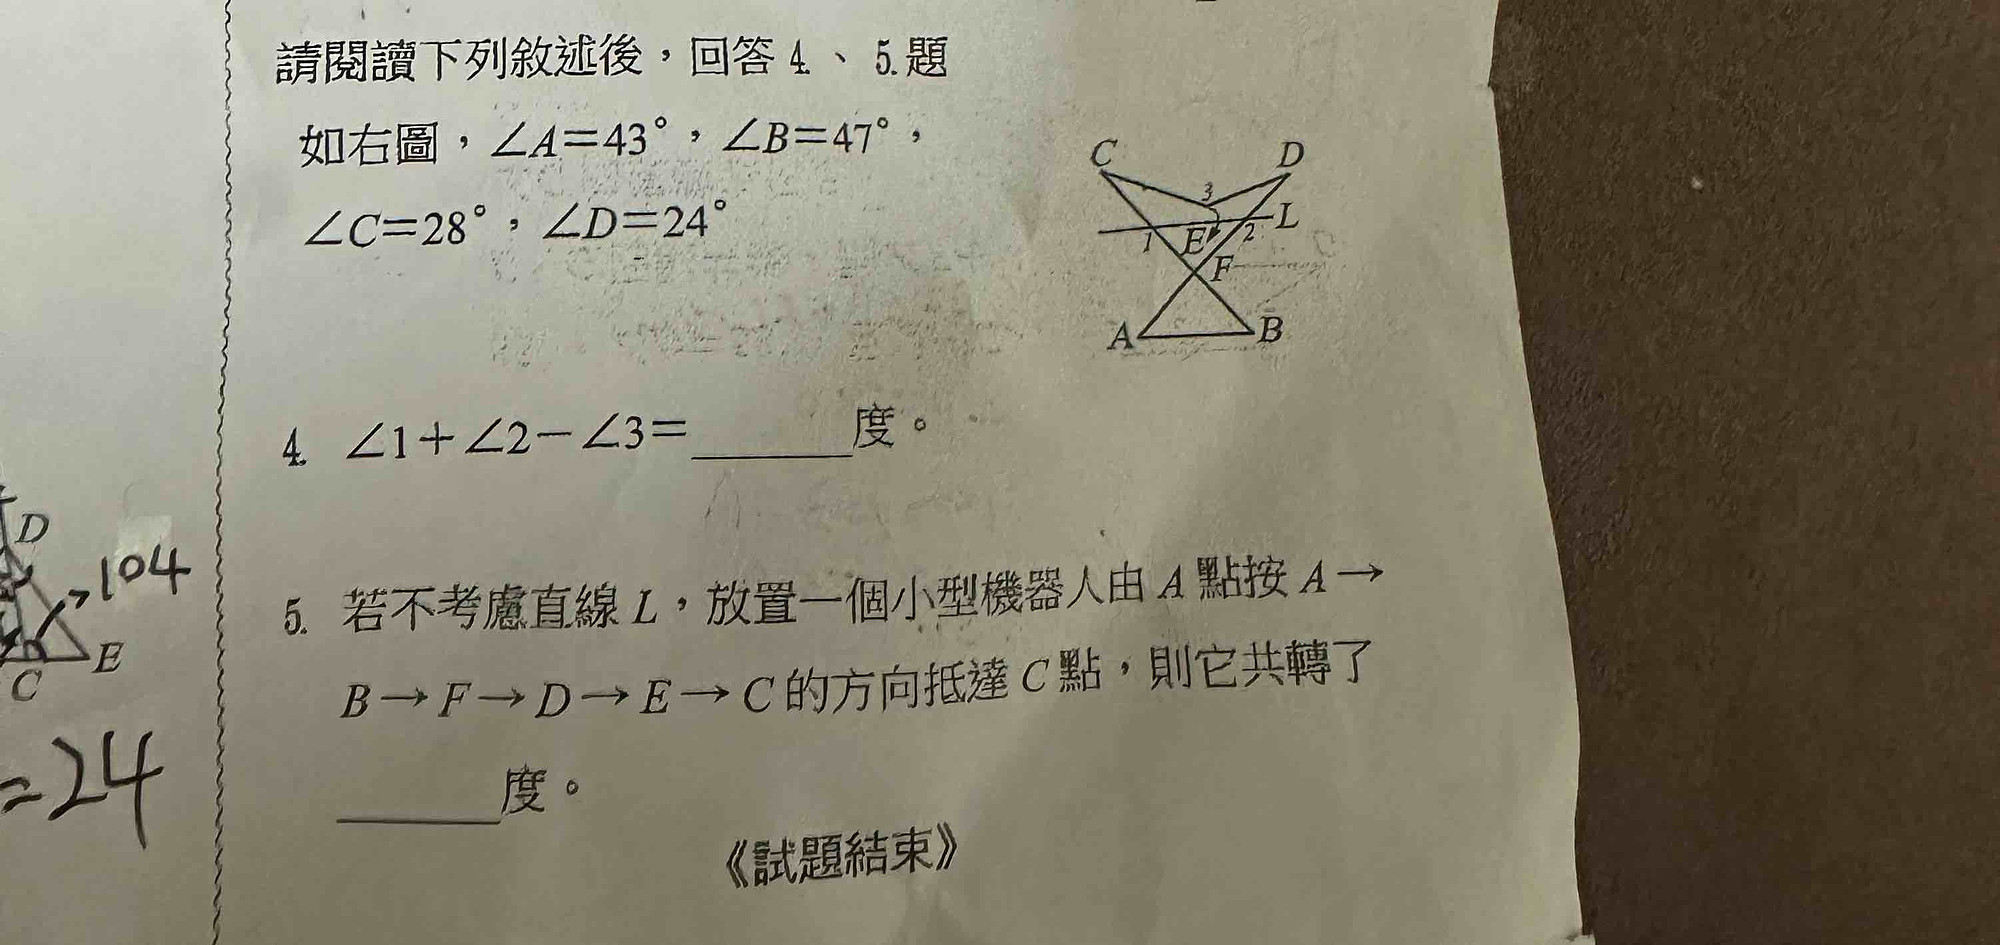 請閱讀下列敘述後，回答 4.、5.題
如右圖，∠A＝43°，∠B＝47°，
∠C＝28°，∠D＝24°
C
D
3
L
1
E
2
F
A
B
4. ∠1＋∠2－∠3＝______度。
D
104
E
C
5. 若不考慮直線 L，放置一個小型機器人由 A 點按 A→
B→F→D→E→C 的方向抵達 C 點，則它共轉了
______度。
=24
《試題結束》